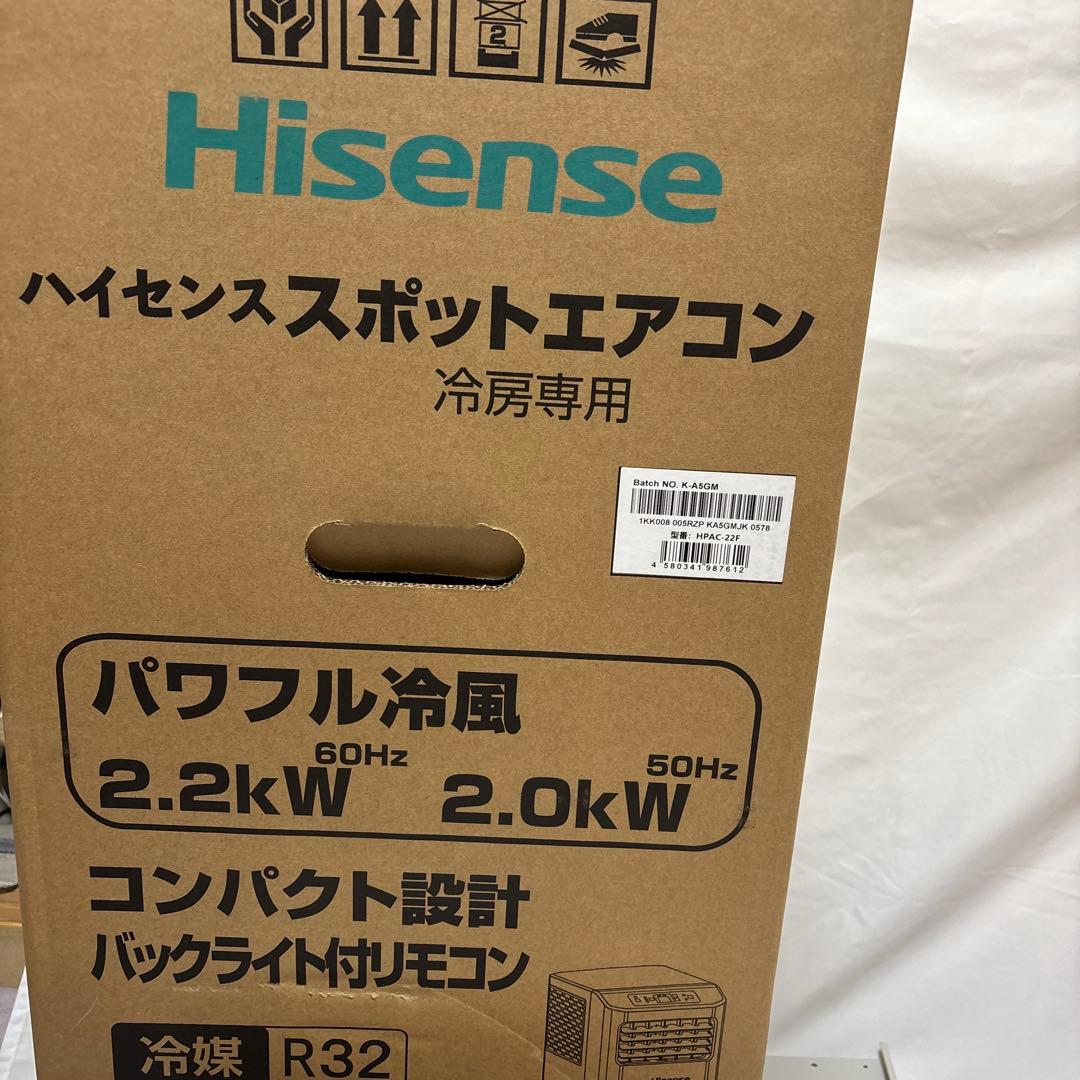 2
Hisense
ハイセンススポットエアコン
冷房専用
Batch NO. K-A5GM
1KK008 005RZP KA5GMJK 0578
型番: HPAC-22F
4 580341 987612
パワフル冷風
2.2kW 60Hz 2.0kW 50Hz
コンパクト設計
バックライト付リモコン
冷媒 R32
Hisense